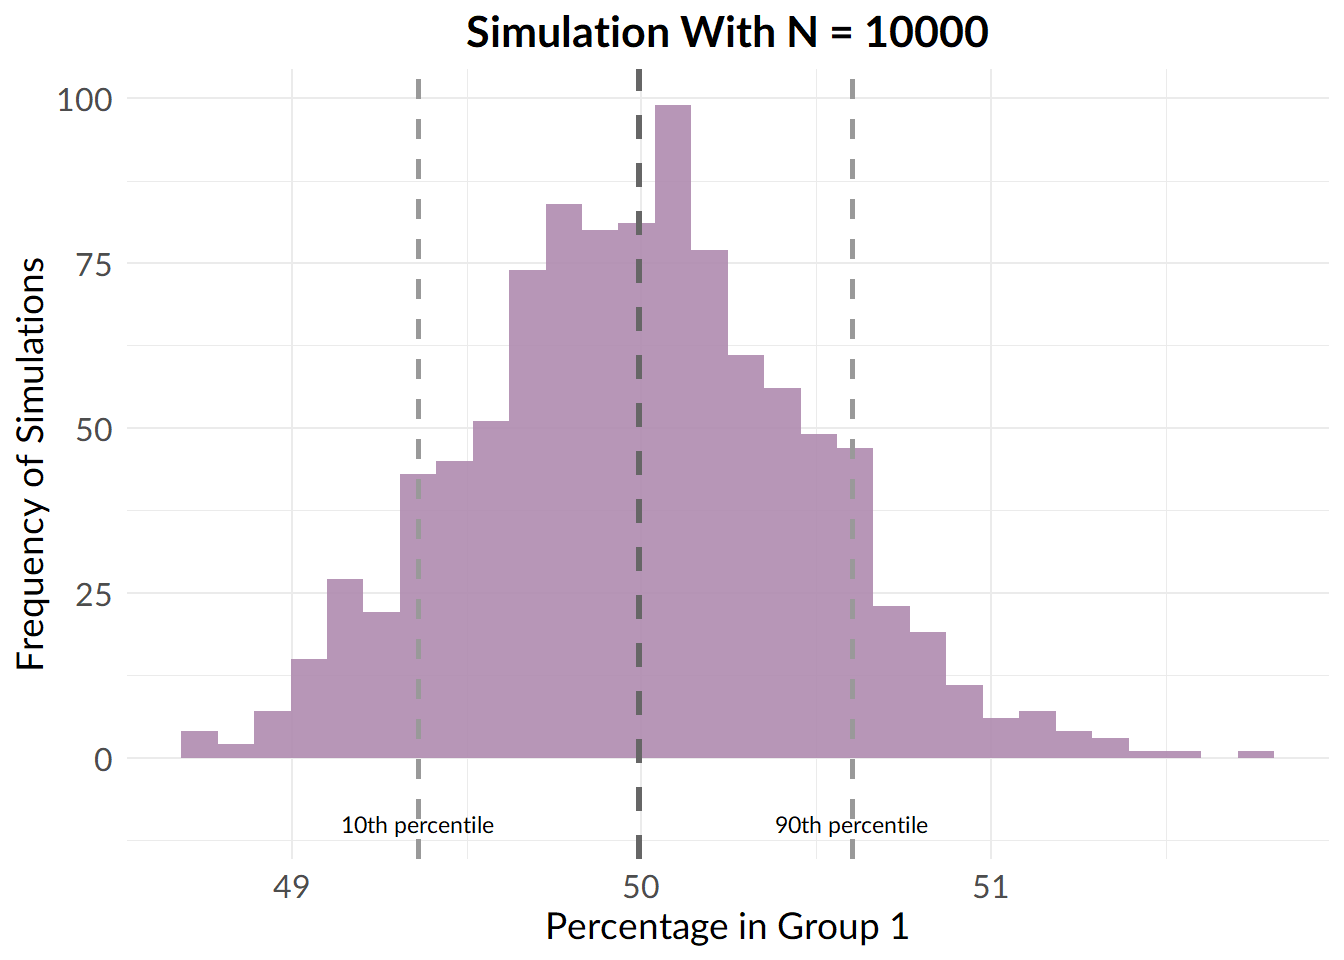 Simulation With N = 10000
100
75
50
25
0
Frequency of Simulations
10th percentile
90th percentile
49
50
51
Percentage in Group 1